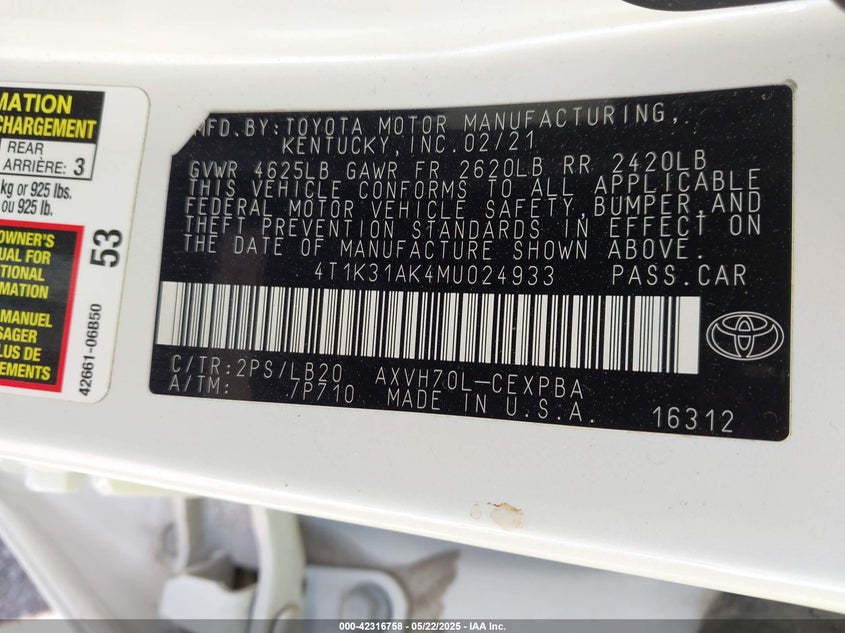 MATION
CHARGEMENT
REAR
ARRIÈRE: 3
kg or 925 lbs.
ou 925 lb.
OWNER'S
UAL FOR
TIONAL
RMATION
MANUEL
SAGER
LUS DE
EMENTS
53
42661-06B50
MFD.BY:TOYOTA MOTOR MANUFACTURING,
KENTUCKY,INC.02/21
GVWR 4625LB GAWR FR 2620LB RR 2420LB
THIS VEHICLE CONFORMS TO ALL APPLICABLE
FEDERAL MOTOR VEHICLE SAFETY,BUMPER,AND
THEFT PREVENTION STANDARDS IN EFFECT ON
THE DATE OF MANUFACTURE SHOWN ABOVE.
4T1K31AK4MU024933 PASS.CAR
C/TR:2PS/LB20 AXVH70L-CEXPBA
A/TM: /P710 MADE IN U.S.A.
16312
000-42316758 - 05/22/2025 - IAA Inc.